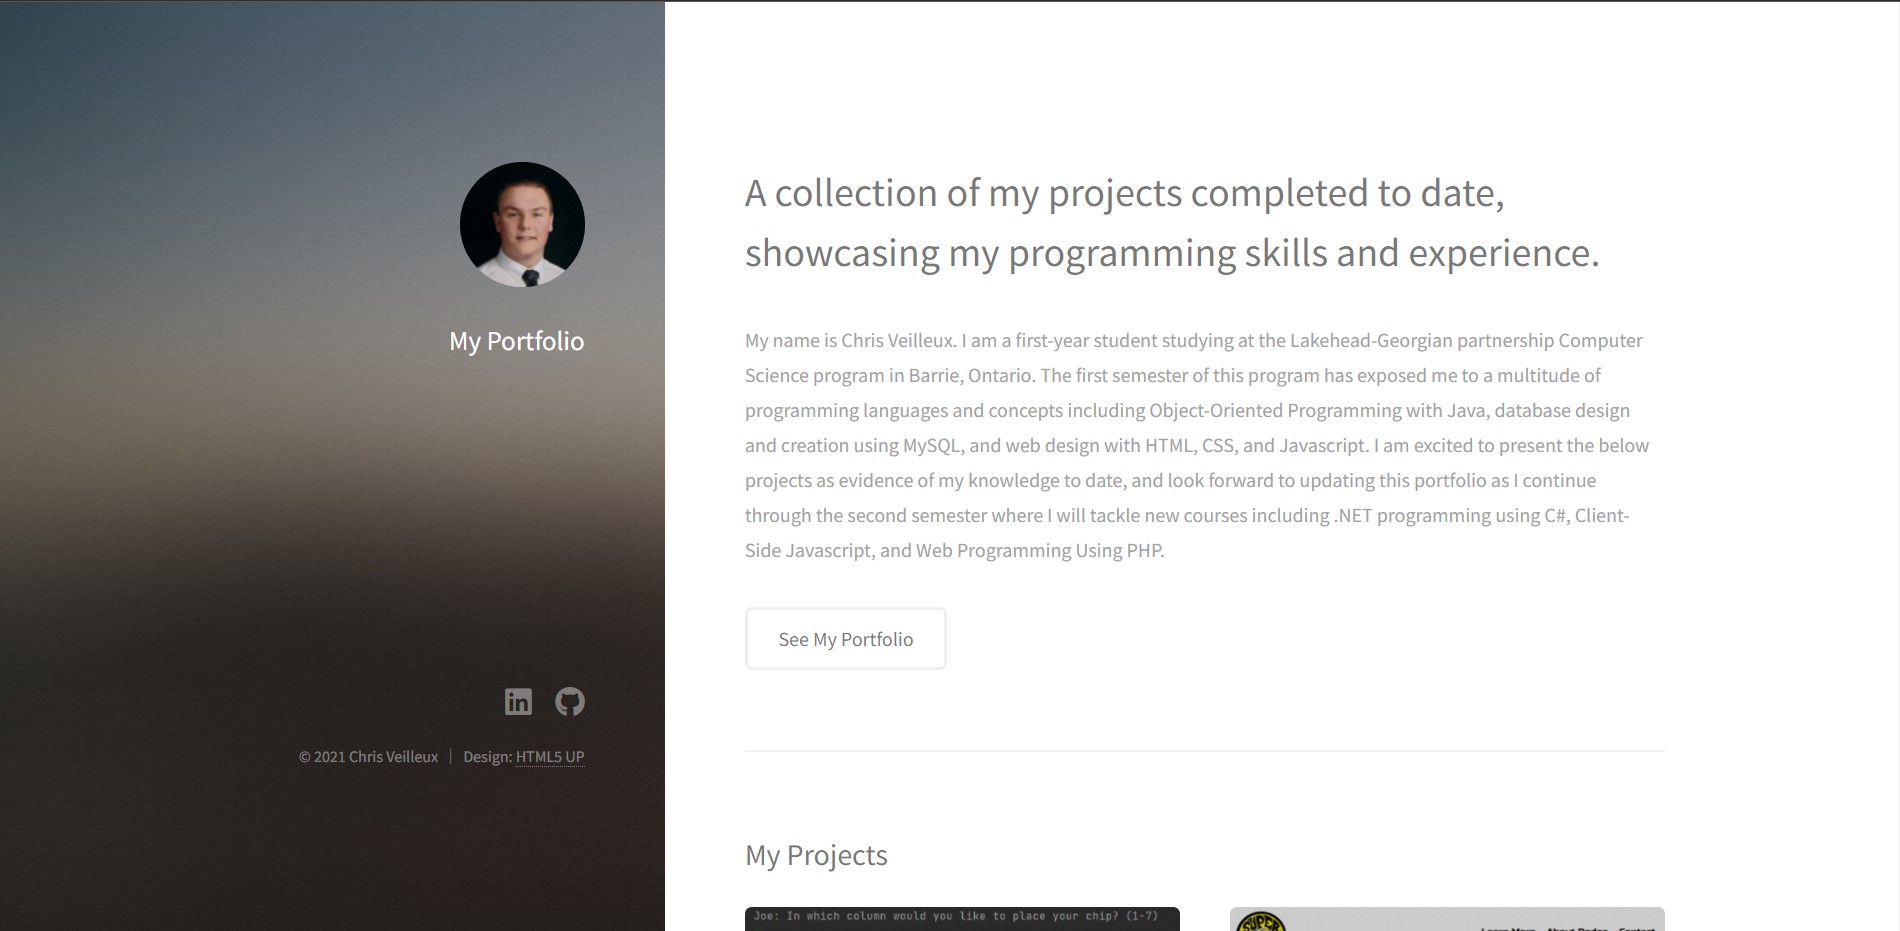 My Portfolio
© 2021 Chris Veilleux | Design: HTML5 UP
A collection of my projects completed to date,
showcasing my programming skills and experience.
My name is Chris Veilleux. I am a first-year student studying at the Lakehead-Georgian partnership Computer
Science program in Barrie, Ontario. The first semester of this program has exposed me to a multitude of
programming languages and concepts including Object-Oriented Programming with Java, database design
and creation using MySQL, and web design with HTML, CSS, and Javascript. I am excited to present the below
projects as evidence of my knowledge to date, and look forward to updating this portfolio as I continue
through the second semester where I will tackle new courses including .NET programming using C#, Client-
Side Javascript, and Web Programming Using PHP.
See My Portfolio
My Projects
Joe: In which column would you like to place your chip? (1-7)
SUPER
Learn More About Dodge Contact